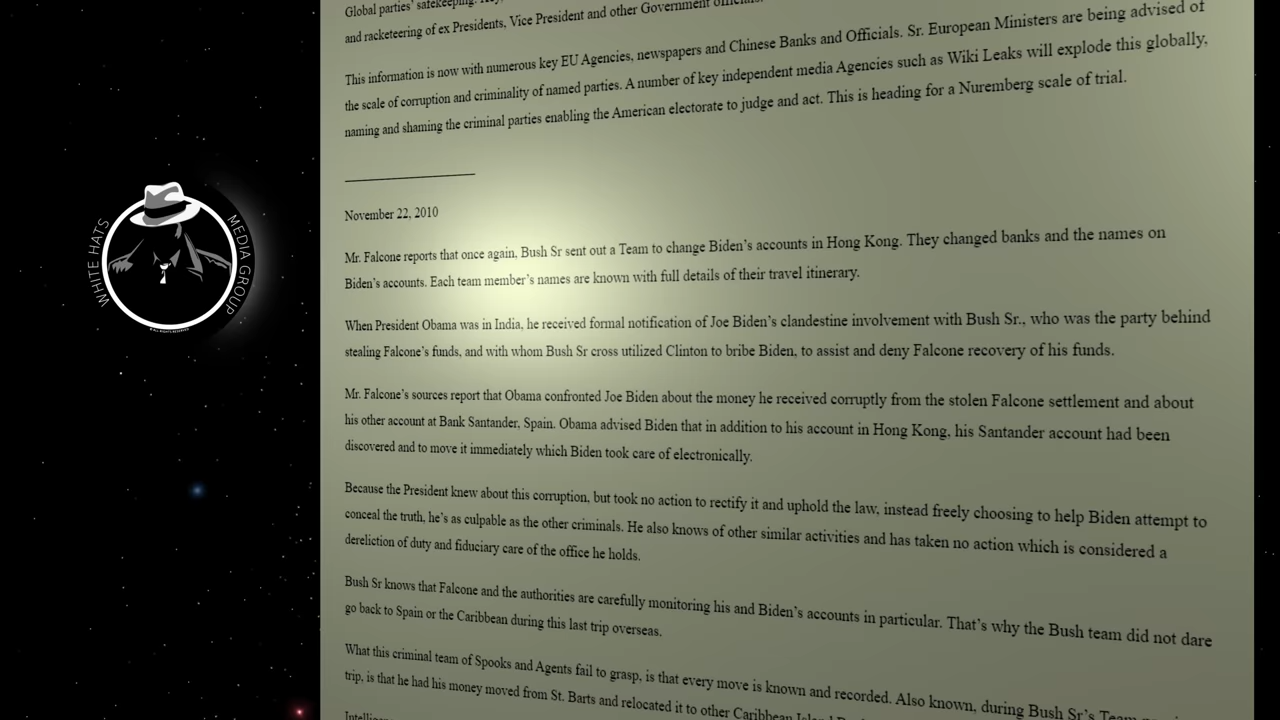 Global parties' safekeeping.
and racketeering of ex Presidents, Vice President and other Government officials.
This information is now with numerous key EU Agencies, newspapers and Chinese Banks and Officials. Sr. European Ministers are being advised of
the scale of corruption and criminality of named parties. A number of key independent media Agencies such as Wiki Leaks will explode this globally,
naming and shaming the criminal parties enabling the American electorate to judge and act. This is heading for a Nuremberg scale of trial.
November 22, 2010
Mr. Falcone reports that once again, Bush Sr sent out a Team to change Biden's accounts in Hong Kong. They changed banks and the names on
Biden's accounts. Each team member's names are known with full details of their travel itinerary.
When President Obama was in India, he received formal notification of Joe Biden's clandestine involvement with Bush Sr., who was the party behind
stealing Falcone's funds, and with whom Bush Sr cross utilized Clinton to bribe Biden, to assist and deny Falcone recovery of his funds.
Mr. Falcone's sources report that Obama confronted Joe Biden about the money he received corruptly from the stolen Falcone settlement and about
his other account at Bank Santander, Spain. Obama advised Biden that in addition to his account in Hong Kong, his Santander account had been
discovered and to move it immediately which Biden took care of electronically.
Because the President knew about this corruption, but took no action to rectify it and uphold the law, instead freely choosing to help Biden attempt to
conceal the truth, he's as culpable as the other criminals. He also knows of other similar activities and has taken no action which is considered a
dereliction of duty and fiduciary care of the office he holds.
Bush Sr knows that Falcone and the authorities are carefully monitoring his and Biden's accounts in particular. That's why the Bush team did not dare
go back to Spain or the Caribbean during this last trip overseas.
What this criminal team of Spooks and Agents fail to grasp, is that every move is known and recorded. Also known, during Bush Sr's Team
trip, is that he had his money moved from St. Barts and relocated it to other Caribbean Island
WHITE HATS
MEDIA GROUP